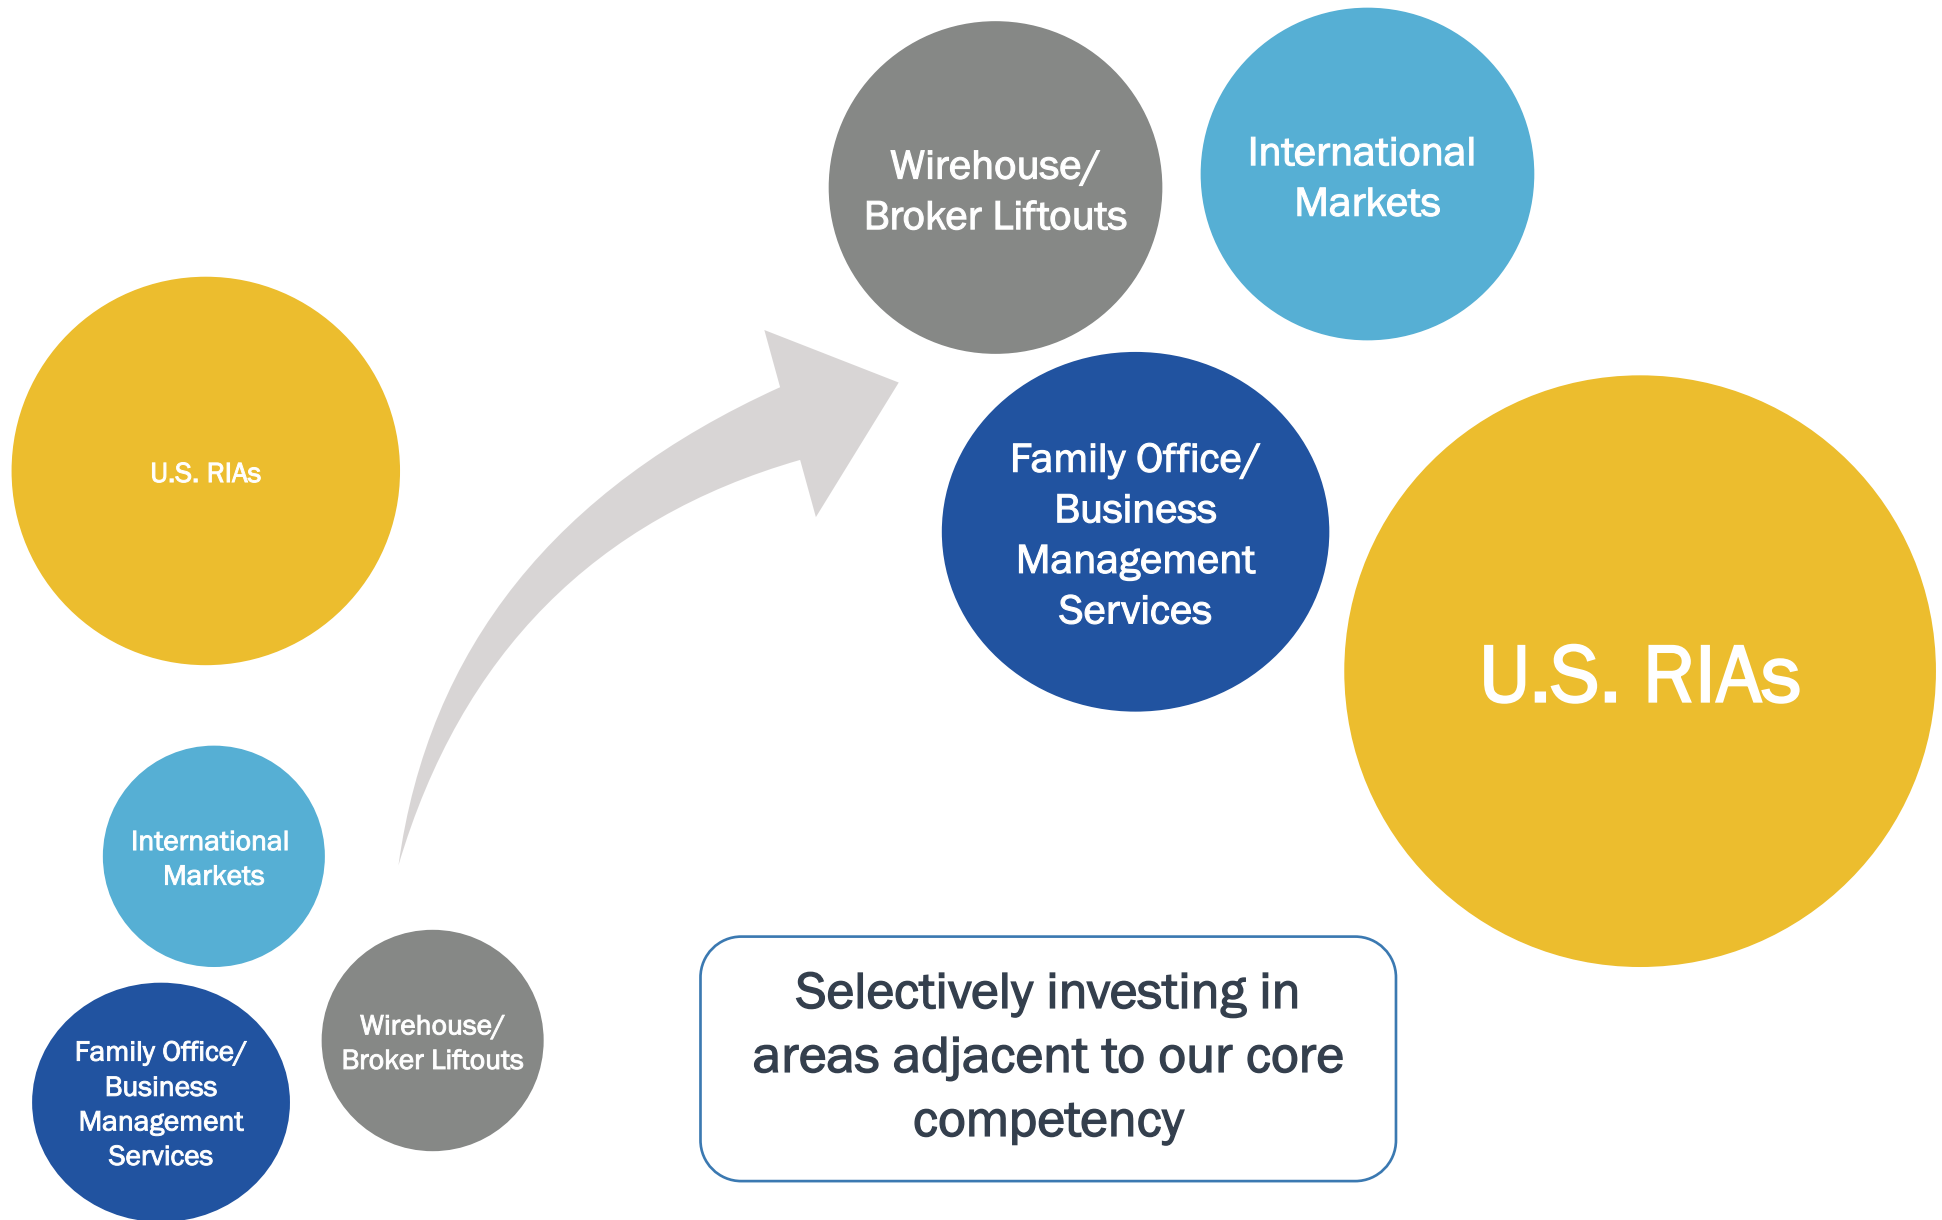 U.S. RIAs
International
Markets
Wirehouse/
Broker Liftouts
Family Office/
Business
Management
Services
Wirehouse/
Broker Liftouts
International
Markets
Family Office/
Business
Management
Services
U.S. RIAs
Selectively investing in
areas adjacent to our core
competency